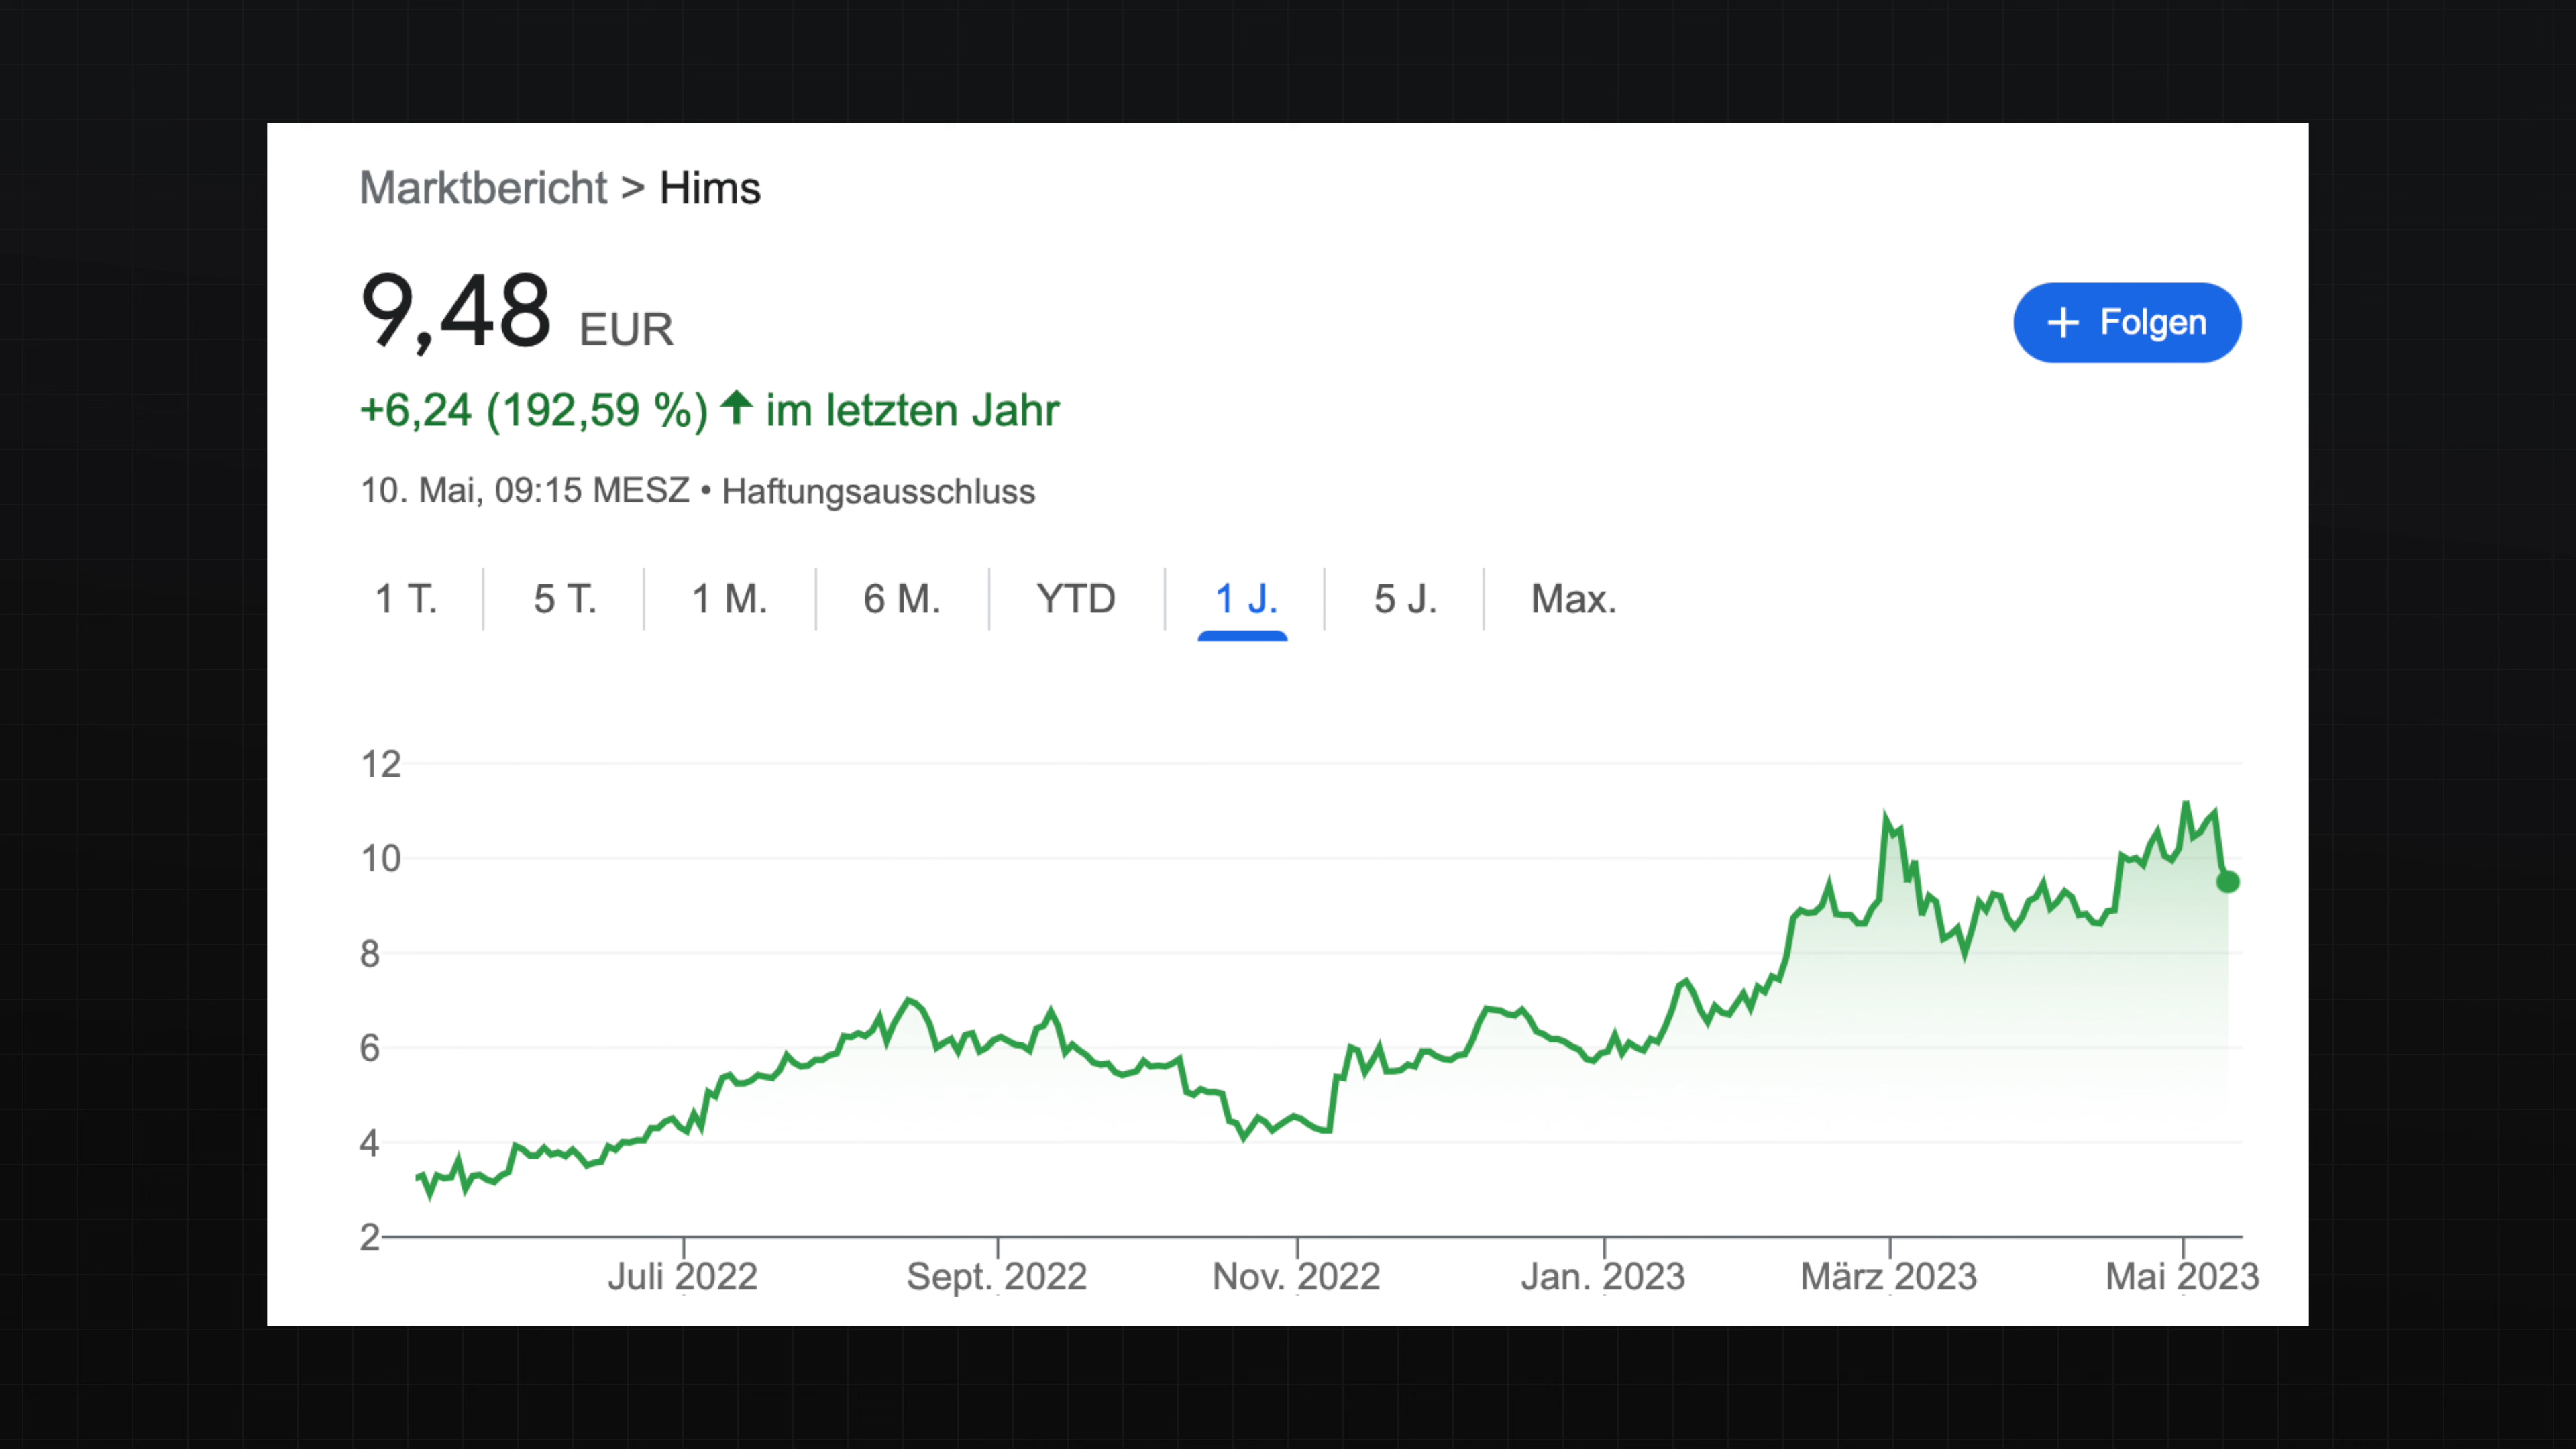 Marktbericht > Hims
9,48 EUR
+ Folgen
+6,24 (192,59 %) ↑ im letzten Jahr
10. Mai, 09:15 MESZ • Haftungsausschluss
1 T. 5 T. 1 M. 6 M. YTD 1 J. 5 J. Max.
12
10
8
6
4
2
Juli 2022 Sept. 2022 Nov. 2022 Jan. 2023 März 2023 Mai 2023